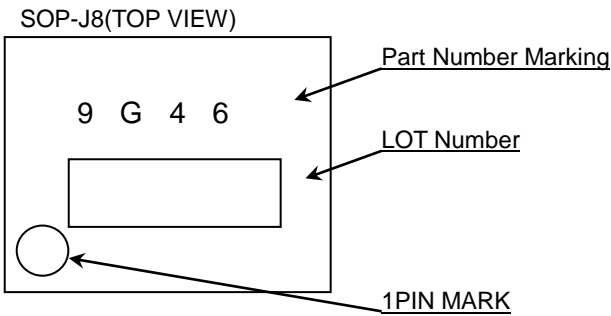 SOP-J8(TOP VIEW)
Part Number Marking
9 G 4 6
LOT Number
1PIN MARK